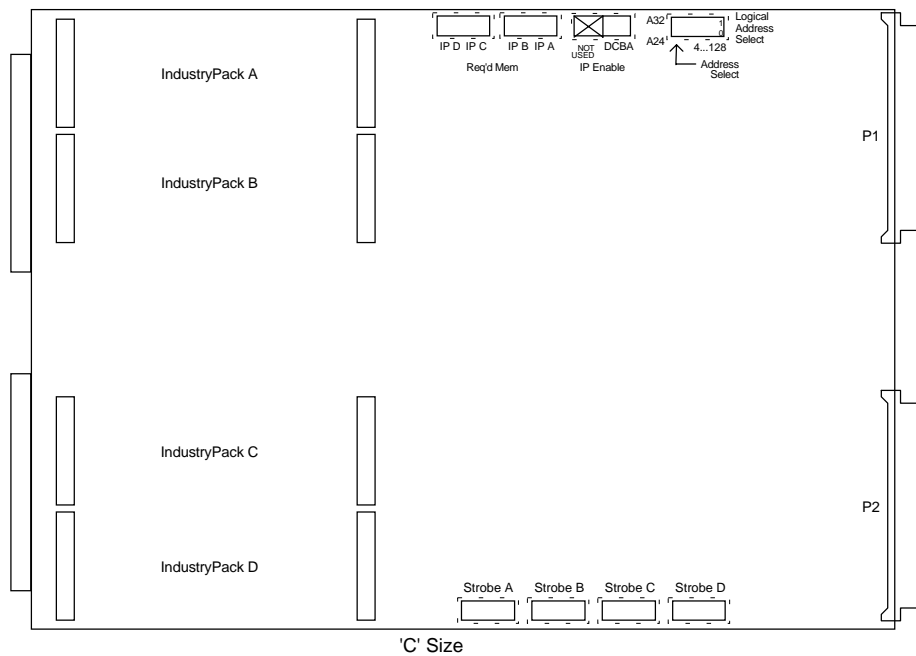 A32
1
Logical
Address
Select
0
A24
IP D IP C
IP B IP A
NOT
USED
DCBA
4...128
Req'd Mem
IP Enable
Address
Select
IndustryPack A
P1
IndustryPack B
IndustryPack C
P2
IndustryPack D
Strobe A
Strobe B
Strobe C
Strobe D
'C' Size